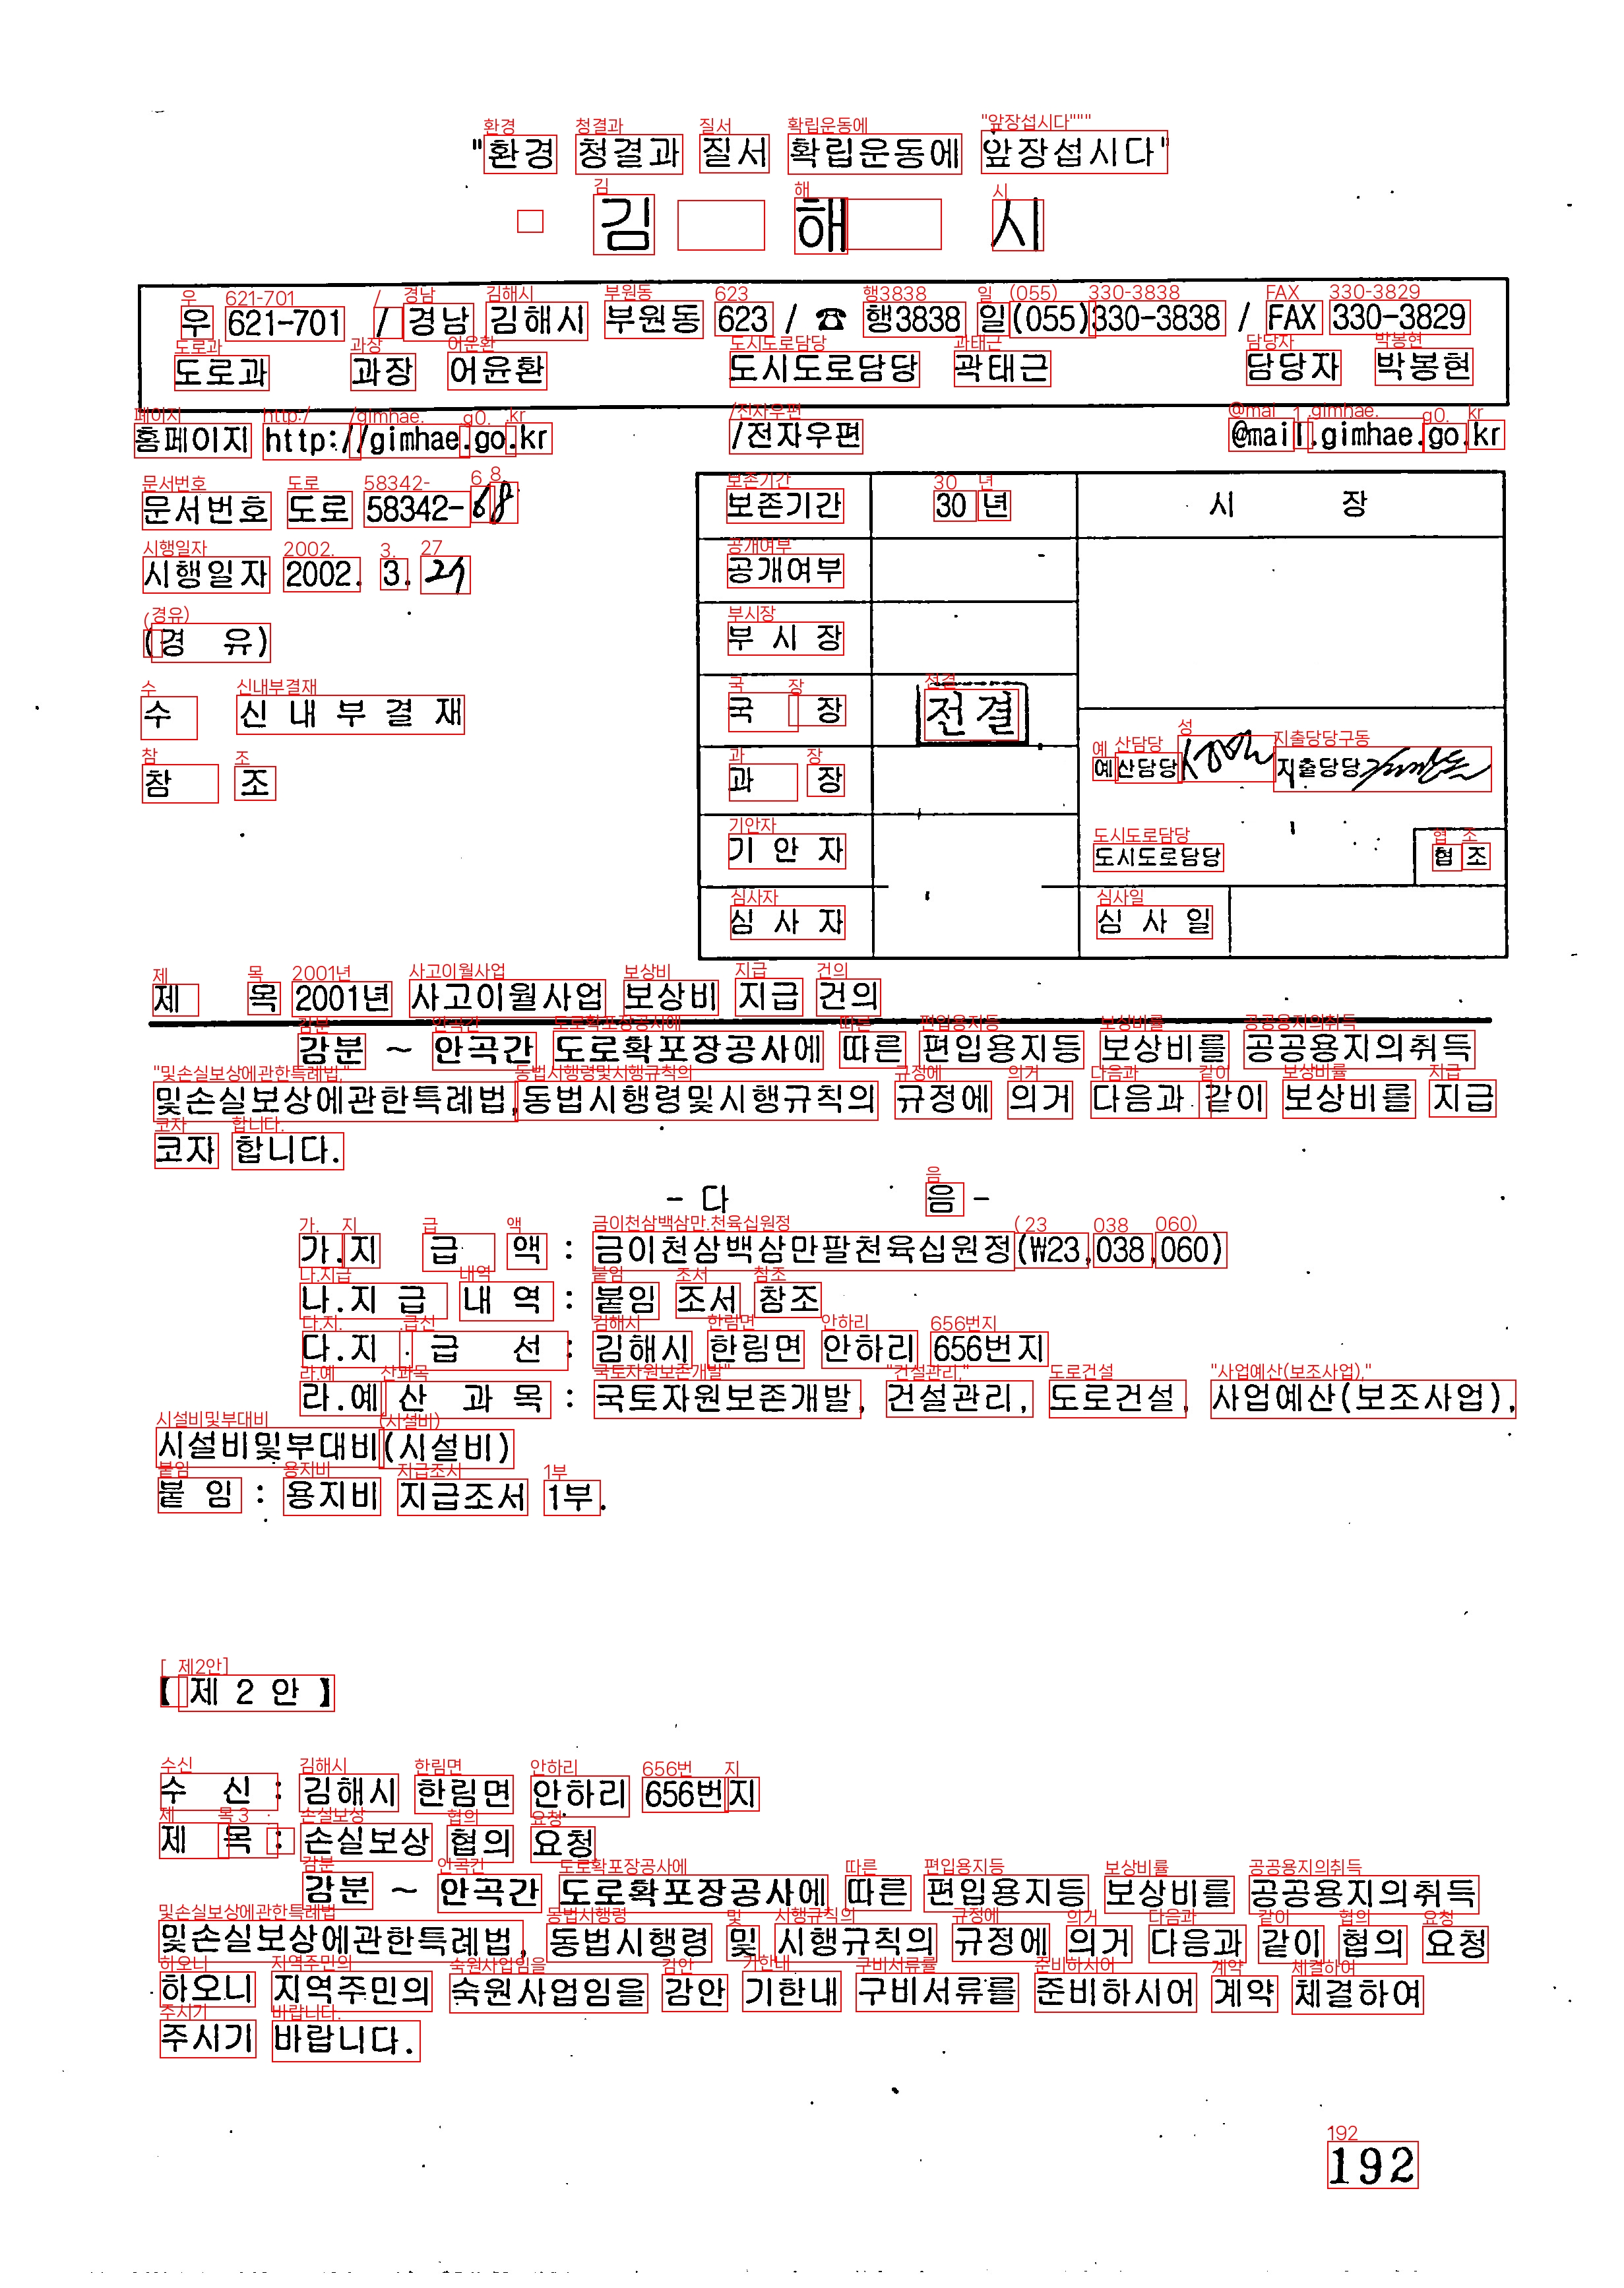 "환경 청결과 질서 확립운동에 앞장섭시다"
김 해 시
우 621-701 / 경남 김해시 부원동 623 / ☎ 행3838 일(055)330-3838 / FAX 330-3829
도로과 과장 어윤환 도시도로담당 곽태근 담당자 박봉현
홈페이지 http://gimhae.go.kr /전자우편 @mail.gimhae.go.kr
문서번호 도로 58342-68
시행일자 2002. 3. 27
(경 유)
수 신 내 부 결 재
참 조
보존기간 30 년 시 장
공개여부
부 시 장
국 장 전결
과 장
예산담당 지출담당
기 안 자
도시도로담당 협 조
심 사 자 심 사 일
제 목 2001년 사고이월사업 보상비 지급 건의
감분 ~ 안곡간 도로확포장공사에 따른 편입용지등 보상비를 공공용지의취득
및손실보상에관한특례법,동법시행령및시행규칙의 규정에 의거 다음과 같이 보상비를 지급
코자 합니다.
- 다 음 -
가.지 급 액 : 금이천삼백삼만팔천육십원정(₩23,038,060)
나.지 급 내 역 : 붙임 조서 참조
다.지 급 선 : 김해시 한림면 안하리 656번지
라.예 산 과 목 : 국토자원보존개발, 건설관리, 도로건설, 사업예산(보조사업),
시설비및부대비(시설비)
붙 임 : 용지비 지급조서 1부.
【 제 2 안 】
수 신 : 김해시 한림면 안하리 656번지
제 목 : 손실보상 협의 요청
감분 ~ 안곡간 도로확포장공사에 따른 편입용지등 보상비를 공공용지의취득
및손실보상에관한특례법, 동법시행령 및 시행규칙의 규정에 의거 다음과 같이 협의 요청
하오니 지역주민의 숙원사업임을 감안 기한내 구비서류를 준비하시어 계약 체결하여
주시기 바랍니다.
192